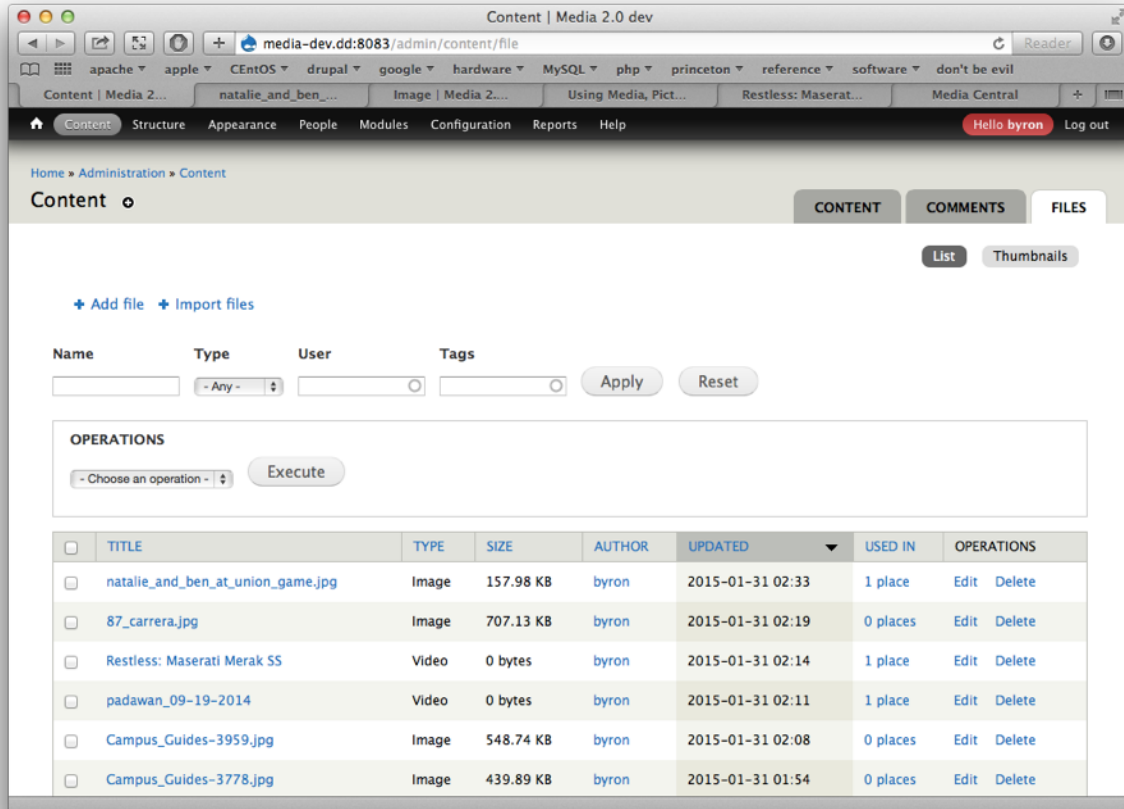 Content | Media 2.0 dev
media-dev.dd:8083/admin/content/file Reader
apache apple CEntOS drupal google hardware MySQL php princeton reference software don't be evil
Content | Media 2.... natalie_and_ben_... Image | Media 2.... Using Media, Pict... Restless: Maserat... Media Central
Content Structure Appearance People Modules Configuration Reports Help Hello byron Log out
Home » Administration » Content
Content
CONTENT COMMENTS FILES
List Thumbnails
+ Add file + Import files
Name Type User Tags
- Any - Apply Reset
OPERATIONS
- Choose an operation - Execute
TITLE TYPE SIZE AUTHOR UPDATED USED IN OPERATIONS
natalie_and_ben_at_union_game.jpg Image 157.98 KB byron 2015-01-31 02:33 1 place Edit Delete
87_carrera.jpg Image 707.13 KB byron 2015-01-31 02:19 0 places Edit Delete
Restless: Maserati Merak SS Video 0 bytes byron 2015-01-31 02:14 1 place Edit Delete
padawan_09-19-2014 Video 0 bytes byron 2015-01-31 02:11 1 place Edit Delete
Campus_Guides-3959.jpg Image 548.74 KB byron 2015-01-31 02:08 0 places Edit Delete
Campus_Guides-3778.jpg Image 439.89 KB byron 2015-01-31 01:54 0 places Edit Delete